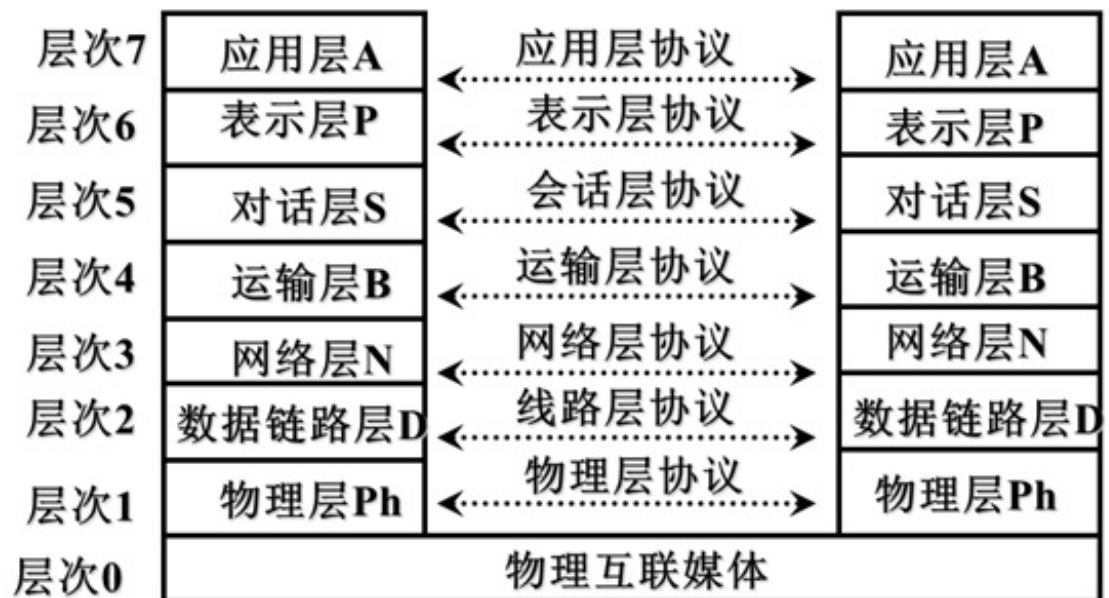 层次7 应用层A 应用层协议 应用层A
层次6 表示层P 表示层协议 表示层P
层次5 对话层S 会话层协议 对话层S
层次4 运输层B 运输层协议 运输层B
层次3 网络层N 网络层协议 网络层N
层次2 数据链路层D 线路层协议 数据链路层D
层次1 物理层Ph 物理层协议 物理层Ph
层次0 物理互联媒体